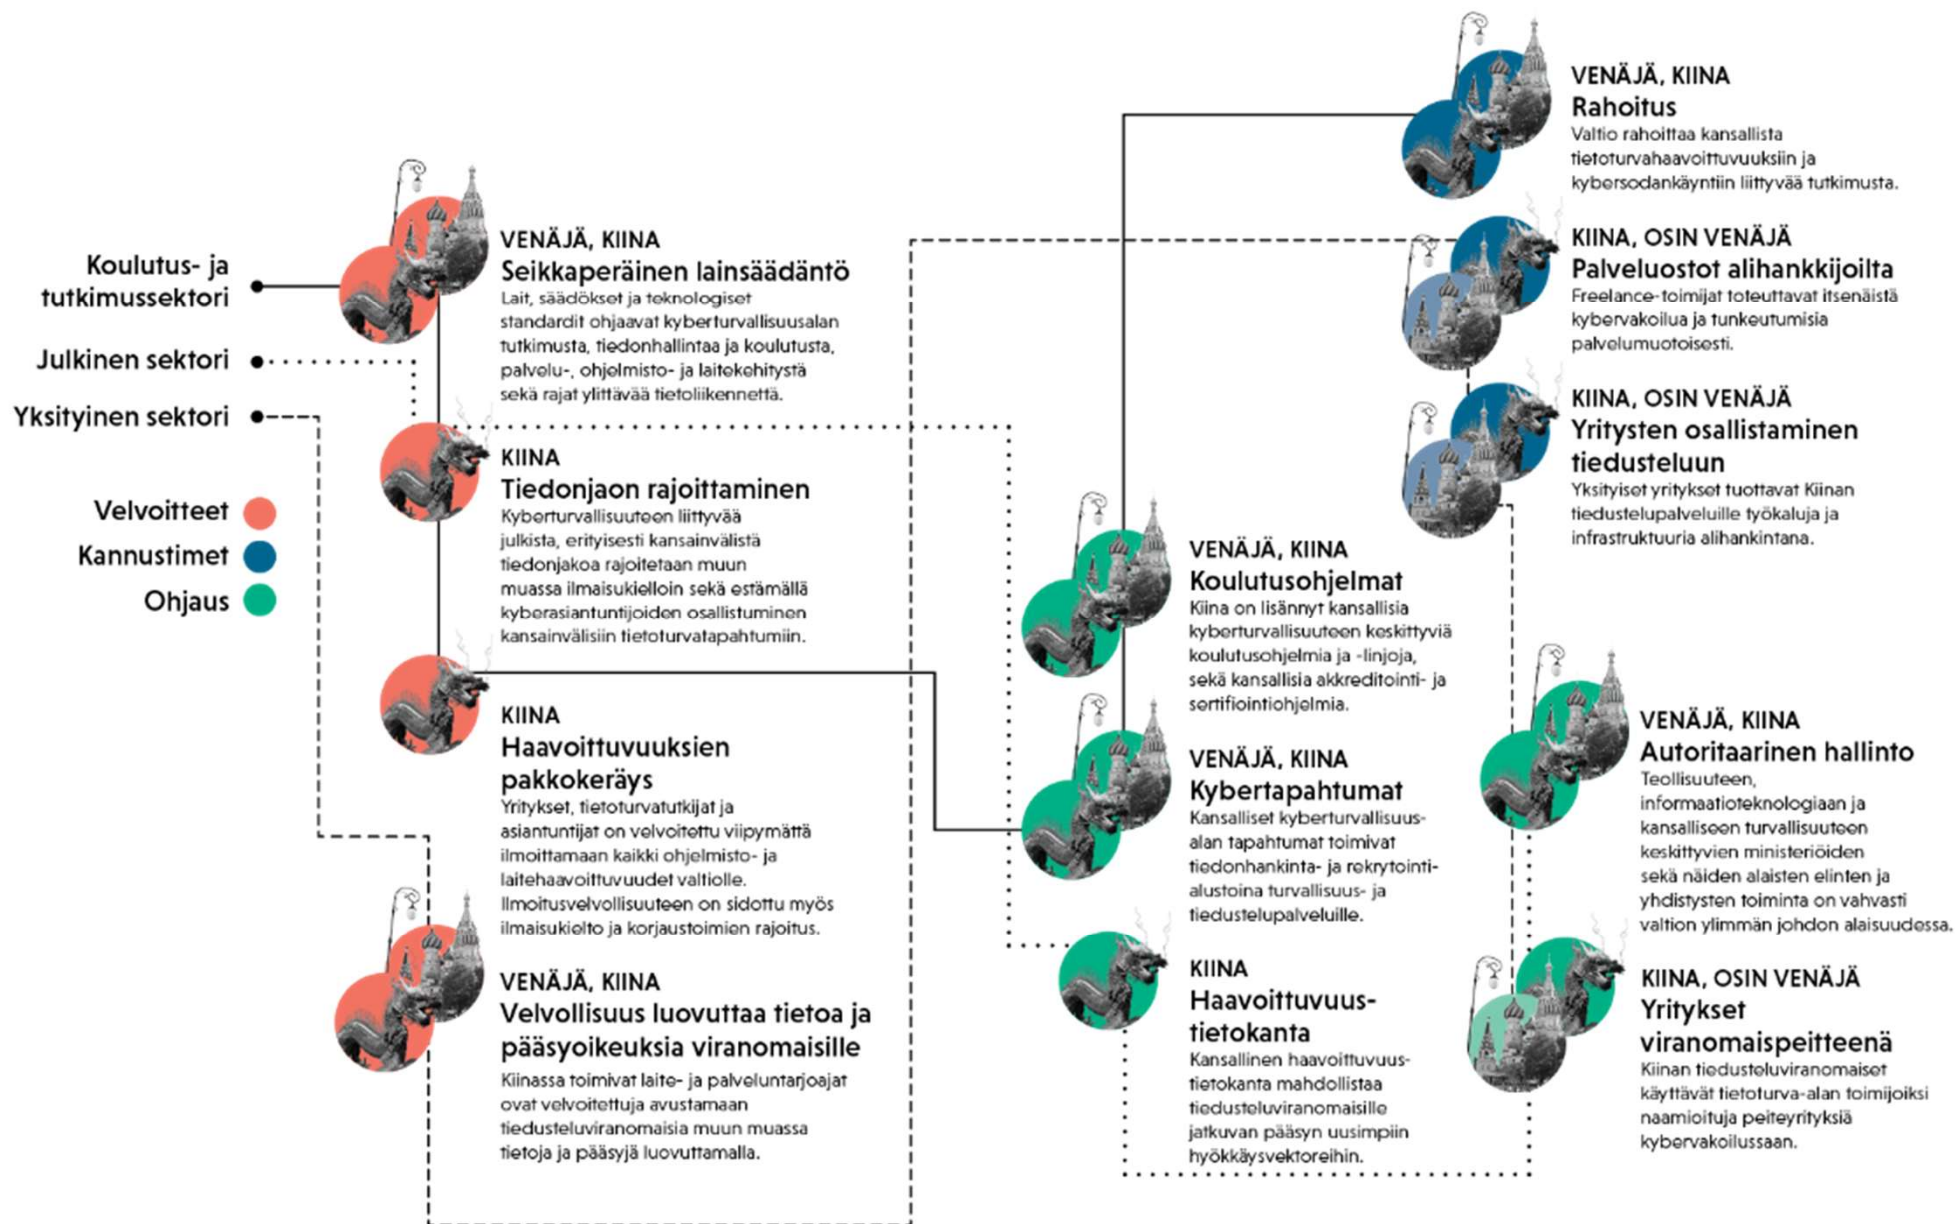 Koulutus- ja
tutkimussektori
Julkinen sektori
Yksityinen sektori
Velvoitteet
Kannustimet
Ohjaus
VENÄJÄ, KIINA
Seikkaperäinen lainsäädäntö
Lait, säädökset ja teknologiset
standardit ohjaavat kyberturvallisuusalan
tutkimusta, tiedonhallintaa ja koulutusta,
palvelu-, ohjelmisto- ja laitekehitystä
sekä rajat ylittävää tietoliikennettä.
KIINA
Tiedonjaon rajoittaminen
Kyberturvallisuuteen liittyvää
julkista, erityisesti kansainvälistä
tiedonjakoa rajoitetaan muun
muassa ilmaisukielloin sekä estämällä
kyberasiantuntijoiden osallistuminen
kansainvälisiin tietoturvatapahtumiin.
KIINA
Haavoittuvuuksien
pakkokeräys
Yritykset, tietoturvatutkijat ja
asiantuntijat on velvoitettu viipymättä
ilmoittamaan kaikki ohjelmisto- ja
laitehaavoittuvuudet valtiolle.
Ilmoitusvelvollisuuteen on sidottu myös
ilmaisukielto ja korjaustoimien rajoitus.
VENÄJÄ, KIINA
Velvollisuus luovuttaa tietoa ja
pääsyoikeuksia viranomaisille
Kiinassa toimivat laite- ja palveluntarjoajat
ovat velvoitettuja avustamaan
tiedusteluviranomaisia muun muassa
tietoja ja pääsyjä luovuttamalla.
VENÄJÄ, KIINA
Koulutusohjelmat
Kiina on lisännyt kansallisia
kyberturvallisuuteen keskittyviä
koulutusohjelmia ja -linjoja,
sekä kansallisia akkreditointi- ja
sertifiointiohjelmia.
VENÄJÄ, KIINA
Kybertapahtumat
Kansalliset kyberturvallisuus-
alan tapahtumat toimivat
tiedonhankinta- ja rekrytointi-
alustoina turvallisuus- ja
tiedustelupalveluille.
KIINA
Haavoittuvuus-
tietokanta
Kansallinen haavoittuvuus-
tietokanta mahdollistaa
tiedusteluviranomaisille
jatkuvan pääsyn uusimpiin
hyökkäysvektoreihin.
VENÄJÄ, KIINA
Rahoitus
Valtio rahoittaa kansallista
tietoturvahaavoittuvuuksiin ja
kybersodankäyntiin liittyvää tutkimusta.
KIINA, OSIN VENÄJÄ
Palveluostot alihankkijoilta
Freelance-toimijat toteuttavat itsenäistä
kybervakoilua ja tunkeutumisia
palvelumuotoisesti.
KIINA, OSIN VENÄJÄ
Yritysten osallistaminen
tiedusteluun
Yksityiset yritykset tuottavat Kiinan
tiedustelupalveluille työkaluja ja
infrastruktuuria alihankintana.
VENÄJÄ, KIINA
Autoritaarinen hallinto
Teollisuuteen,
informaatioteknologiaan ja
kansalliseen turvallisuuteen
keskittyvien ministeriöiden
sekä näiden alaisten elinten ja
yhdistysten toiminta on vahvasti
valtion ylimmän johdon alaisuudessa.
KIINA, OSIN VENÄJÄ
Yritykset
viranomaispeitteenä
Kiinan tiedusteluviranomaiset
käyttävät tietoturva-alan toimijoiksi
naamioituja peiteyrityksiä
kybervakoilussaan.